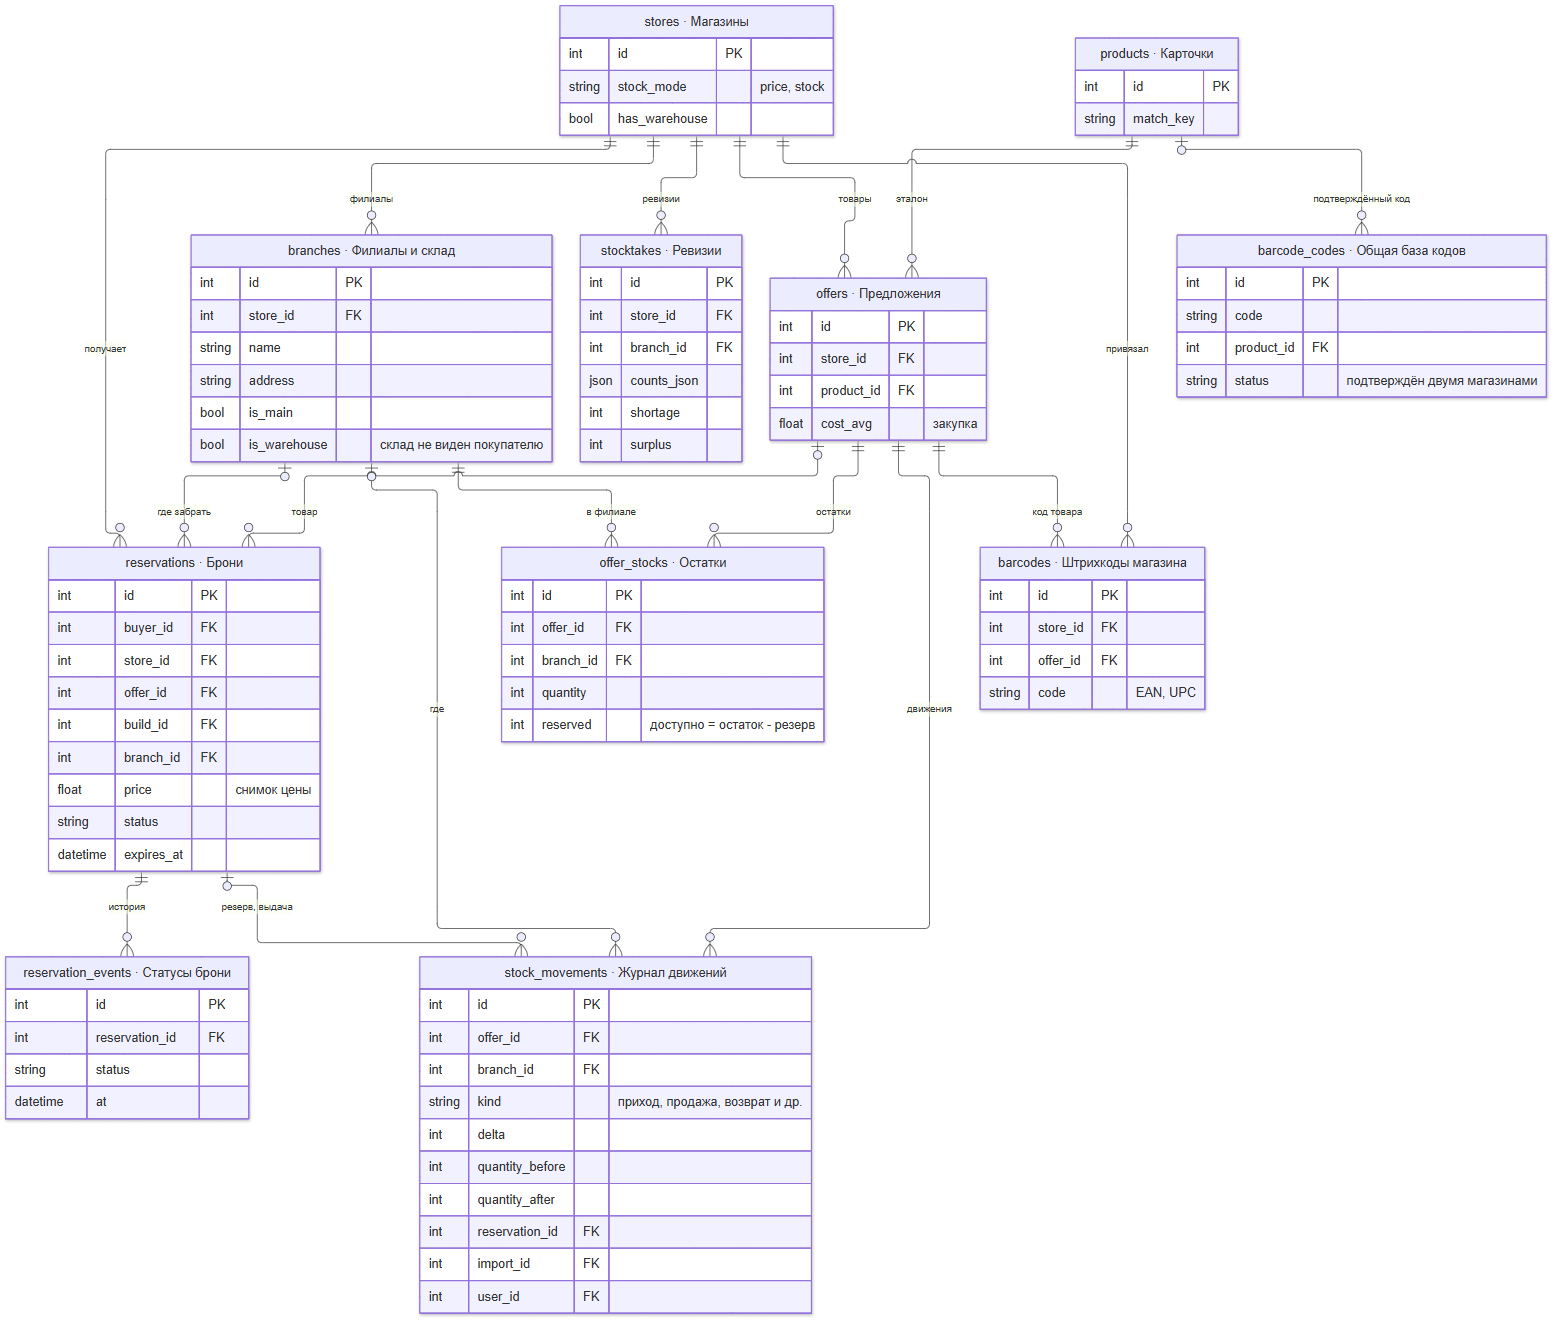 stores · Магазины
int id PK
string stock_mode price, stock
bool has_warehouse
products · Карточки
int id PK
string match_key
филиалы
ревизии
товары
эталон
подтверждённый код
получает
привязал
branches · Филиалы и склад
int id PK
int store_id FK
string name
string address
bool is_main
bool is_warehouse склад не виден покупателю
stocktakes · Ревизии
int id PK
int store_id FK
int branch_id FK
json counts_json
int shortage
int surplus
offers · Предложения
int id PK
int store_id FK
int product_id FK
float cost_avg закупка
barcode_codes · Общая база кодов
int id PK
string code
int product_id FK
string status подтверждён двумя магазинами
где забрать
товар
в филиале
остатки
код товара
reservations · Брони
int id PK
int buyer_id FK
int store_id FK
int offer_id FK
int build_id FK
int branch_id FK
float price снимок цены
string status
datetime expires_at
offer_stocks · Остатки
int id PK
int offer_id FK
int branch_id FK
int quantity
int reserved доступно = остаток - резерв
barcodes · Штрихкоды магазина
int id PK
int store_id FK
int offer_id FK
string code EAN, UPC
где
движения
история
резерв, выдача
reservation_events · Статусы брони
int id PK
int reservation_id FK
string status
datetime at
stock_movements · Журнал движений
int id PK
int offer_id FK
int branch_id FK
string kind приход, продажа, возврат и др.
int delta
int quantity_before
int quantity_after
int reservation_id FK
int import_id FK
int user_id FK